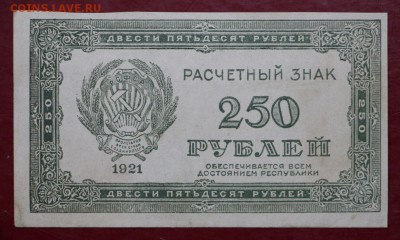 COINS.LAVE.RU
ДВЕСТИ ПЯТЬДЕСЯТ РУБЛЕЙ
РАСЧЕТНЫЙ ЗНАК
250
250
РУБЛЕЙ
250
1921
ОБЕСПЕЧИВАЕТСЯ ВСЕМ
ДОСТОЯНИЕМ РЕСПУБЛИКИ
ДВЕСТИ ПЯТЬДЕСЯТ РУБЛЕЙ